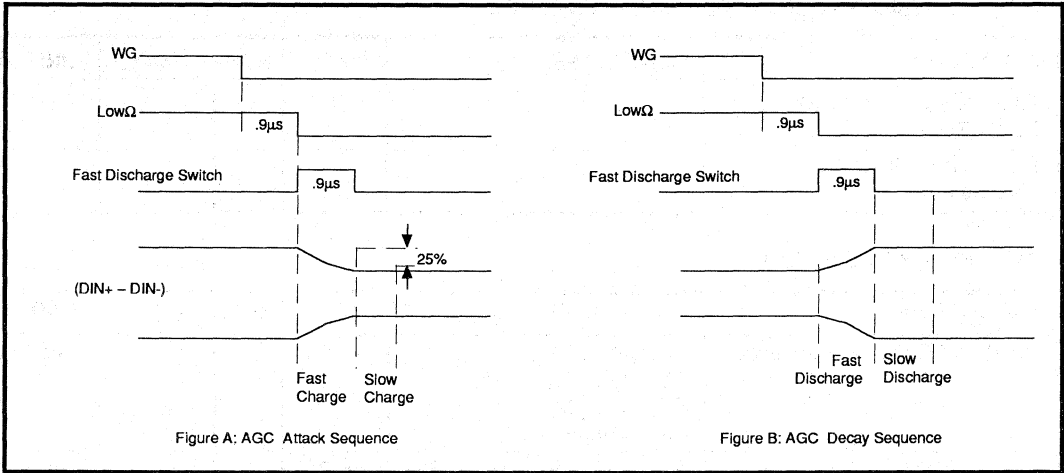 WG
LowΩ
.9µs
Fast Discharge Switch
.9µs
25%
(DIN+ – DIN-)
Fast
Charge
Slow
Charge
Figure A: AGC Attack Sequence
WG
LowΩ
.9µs
Fast Discharge Switch
.9µs
Fast
Discharge
Slow
Discharge
Figure B: AGC Decay Sequence